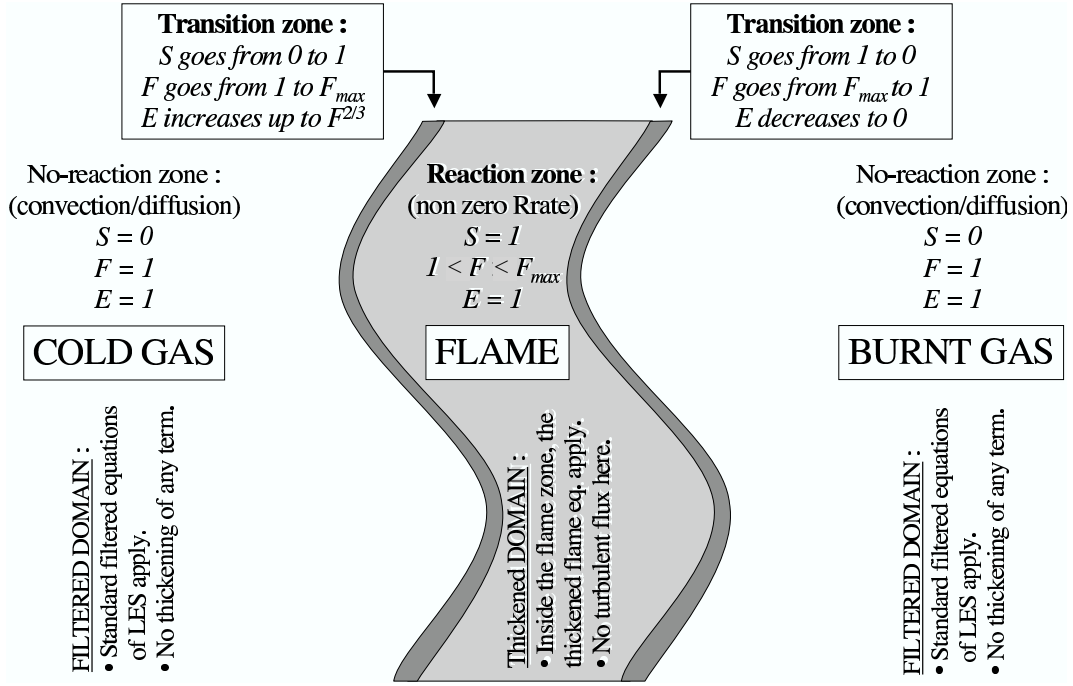 Transition zone :
S goes from 0 to 1
F goes from 1 to Fmax
E increases up to F2/3
Transition zone :
S goes from 1 to 0
F goes from Fmax to 1
E decreases to 0
No-reaction zone :
(convection/diffusion)
S = 0
F = 1
E = 1
COLD GAS
Reaction zone :
(non zero Rrate)
S = 1
1 < F < Fmax
E = 1
FLAME
No-reaction zone :
(convection/diffusion)
S = 0
F = 1
E = 1
BURNT GAS
FILTERED DOMAIN :
• Standard filtered equations
of LES apply.
• No thickening of any term.
Thickened DOMAIN :
• Inside the flame zone, the
thickened flame eq. apply.
• No turbulent flux here.
FILTERED DOMAIN :
• Standard filtered equations
of LES apply.
• No thickening of any term.